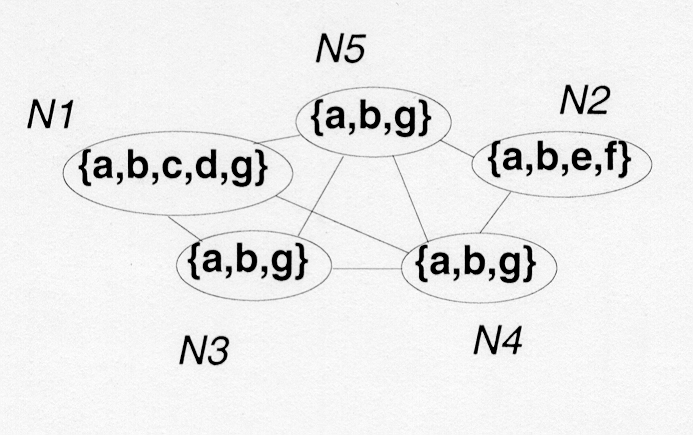 N5
N2
N1
{a,b,g}
{a,b,e,f}
{a,b,c,d,g}
{a,b,g}
{a,b,g}
N4
N3